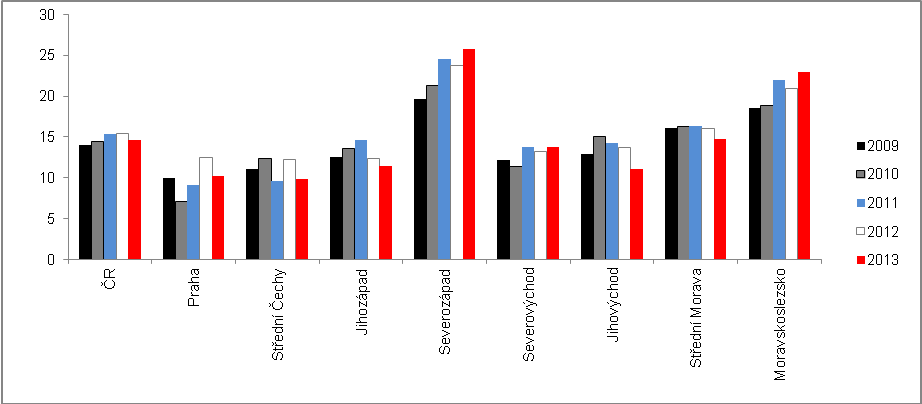 30
25
20
15
10
5
0
ČR
Praha
Střední Čechy
Jihozápad
Severozápad
Severovýchod
Jihovýchod
Střední Morava
Moravskoslezsko
2009
2010
2011
2012
2013